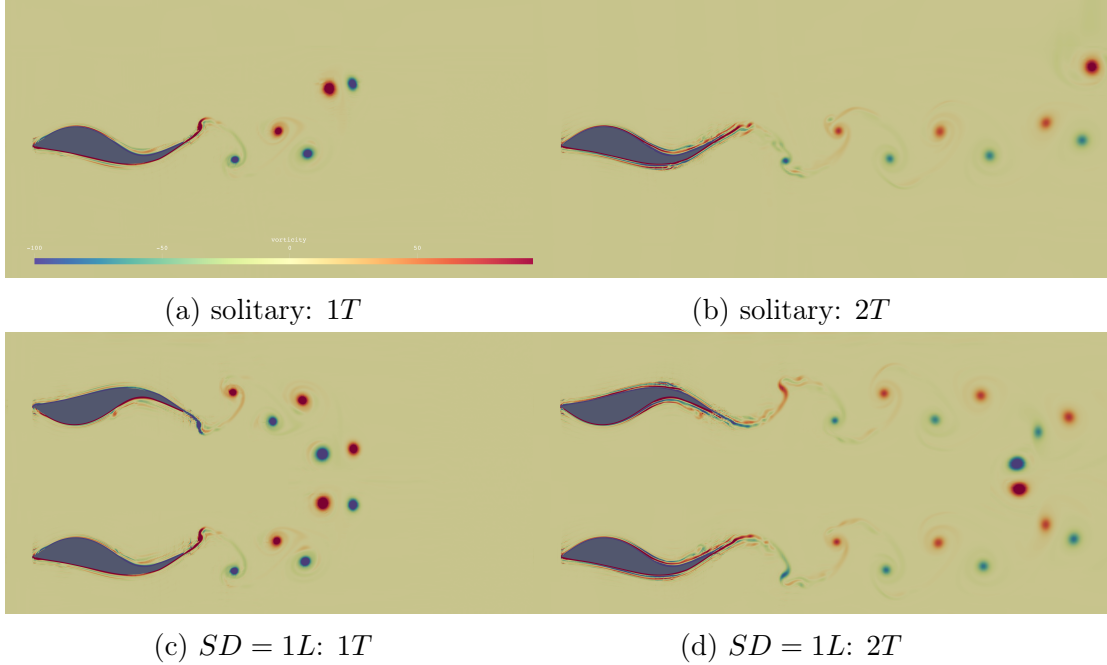 Vorticity
-100 -50 0 50
(a) solitary: 1T
(b) solitary: 2T
(c) SD = 1L: 1T
(d) SD = 1L: 2T